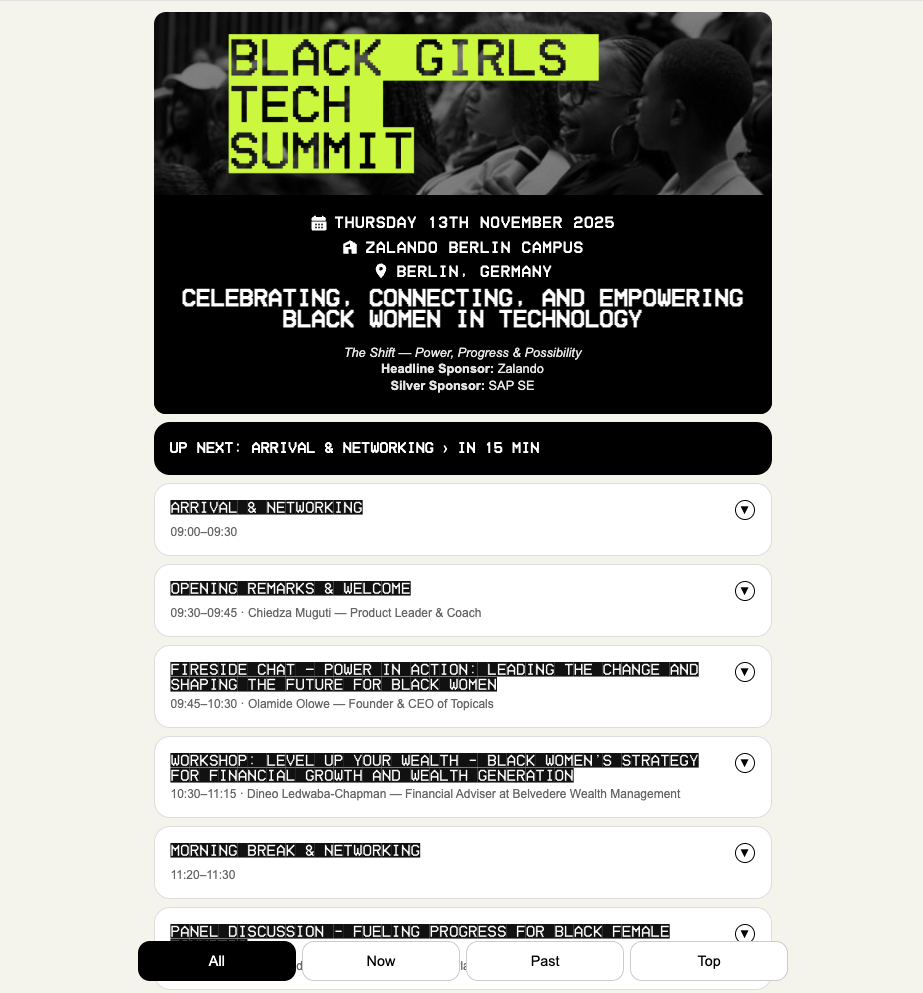 BLACK GIRLS
TECH
SUMMIT
THURSDAY 13TH NOVEMBER 2025
ZALANDO BERLIN CAMPUS
BERLIN, GERMANY
CELEBRATING, CONNECTING, AND EMPOWERING
BLACK WOMEN IN TECHNOLOGY
The Shift — Power, Progress & Possibility
Headline Sponsor: Zalando
Silver Sponsor: SAP SE
UP NEXT: ARRIVAL & NETWORKING › IN 15 MIN
ARRIVAL & NETWORKING
09:00–09:30
OPENING REMARKS & WELCOME
09:30–09:45 · Chiedza Muguti — Product Leader & Coach
FIRESIDE CHAT – POWER IN ACTION: LEADING THE CHANGE AND
SHAPING THE FUTURE FOR BLACK WOMEN
09:45–10:30 · Olamide Olowe — Founder & CEO of Topicals
WORKSHOP: LEVEL UP YOUR WEALTH – BLACK WOMEN'S STRATEGY
FOR FINANCIAL GROWTH AND WEALTH GENERATION
10:30–11:15 · Dineo Ledwaba-Chapman — Financial Adviser at Belvedere Wealth Management
MORNING BREAK & NETWORKING
11:20–11:30
PANEL DISCUSSION – FUELING PROGRESS FOR BLACK FEMALE
All Now Past Top